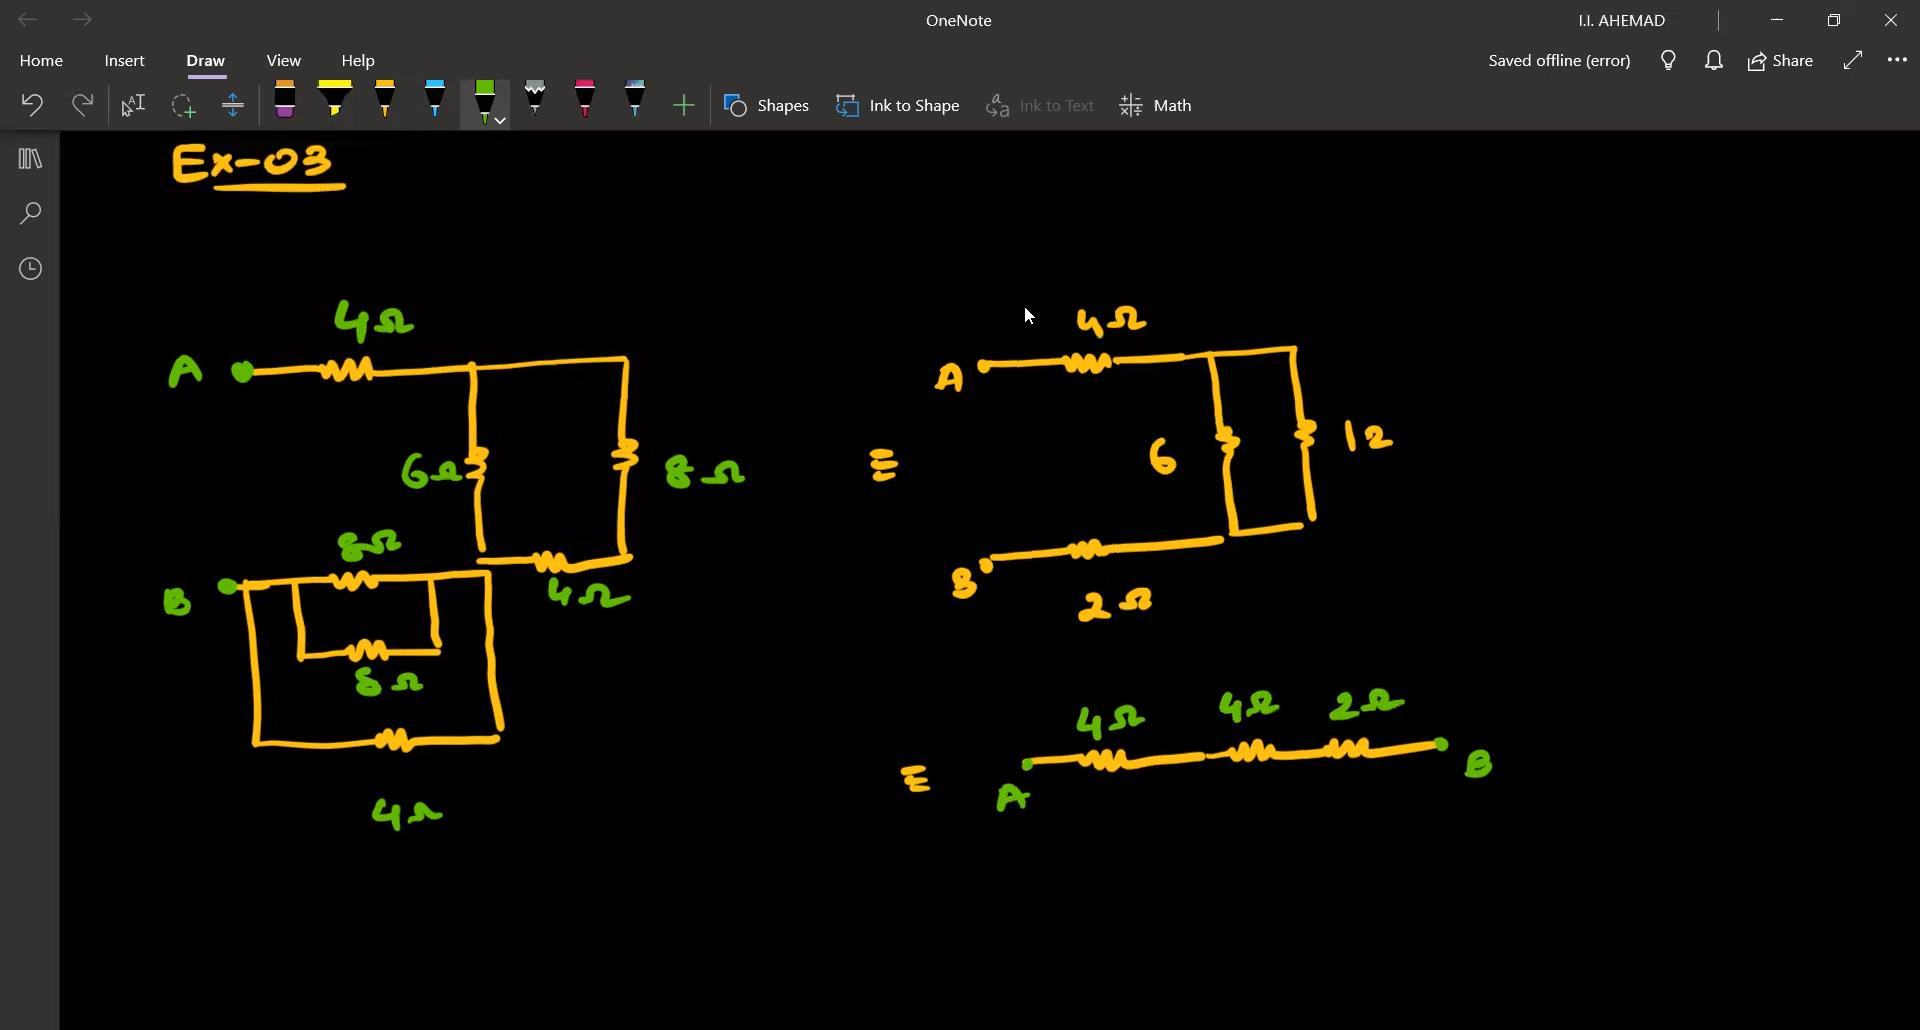 OneNote
I.I. AHEMAD
Home Insert Draw View Help
Saved offline (error) Share
Shapes Ink to Shape Ink to Text Math
Ex-03
4Ω
A
6Ω
8Ω
8Ω
B
4Ω
8Ω
4Ω
≡
4Ω
A
6
12
B
2Ω
≡
4Ω 4Ω 2Ω
A
B